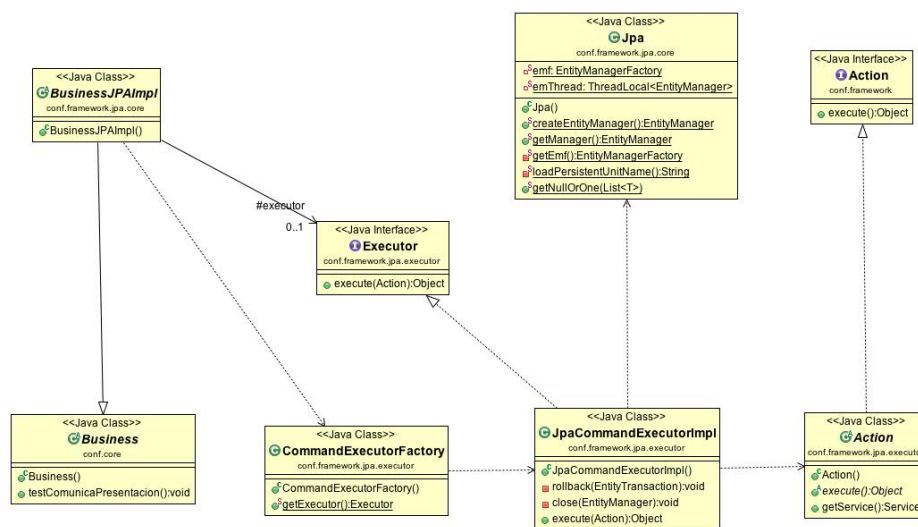 <<Java Class>>
BusinessJPAImpl
conf.framework.jpa.core
BusinessJPAImpl()
<<Java Class>>
Jpa
conf.framework.jpa.core
emf: EntityManagerFactory
emThread: ThreadLocal<EntityManager>
Jpa()
createEntityManager():EntityManager
getManager():EntityManager
getEmf():EntityManagerFactory
loadPersistentUnitName():String
getNullOrOne(List<T>)
<<Java Interface>>
Action
conf.framework
execute():Object
#executor
0..1
<<Java Interface>>
Executor
conf.framework.jpa.executor
execute(Action):Object
<<Java Class>>
Business
conf.core
Business()
testComunicaPresentacion():void
<<Java Class>>
CommandExecutorFactory
conf.framework.jpa.executor
CommandExecutorFactory()
getExecutor():Executor
<<Java Class>>
JpaCommandExecutorImpl
conf.framework.jpa.executor
JpaCommandExecutorImpl()
rollback(EntityTransaction):void
close(EntityManager):void
execute(Action):Object
<<Java Class>>
Action
conf.framework.jpa.executor
Action()
execute():Object
getService():Service